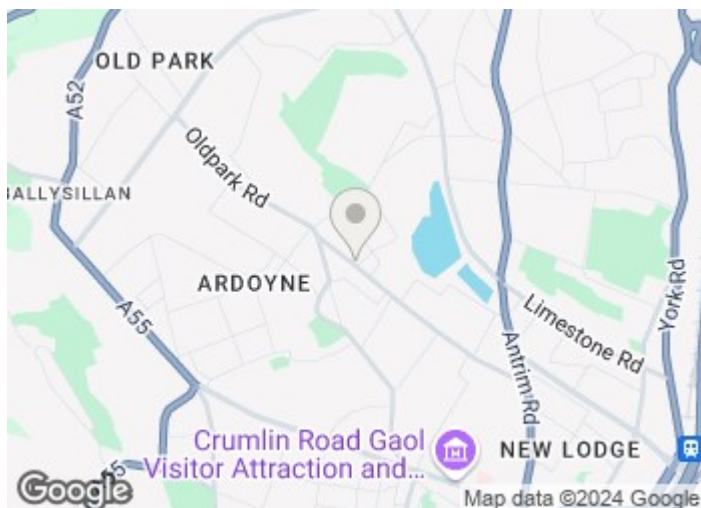 OLD PARK
A52
Oldpark Rd
BALLYSILLAN
ARDOYNE
A55
Limestone Rd
York Rd
Antrim Rd
Crumlin Road Gaol
Visitor Attraction and...
NEW LODGE
Google
Map data ©2024 Google